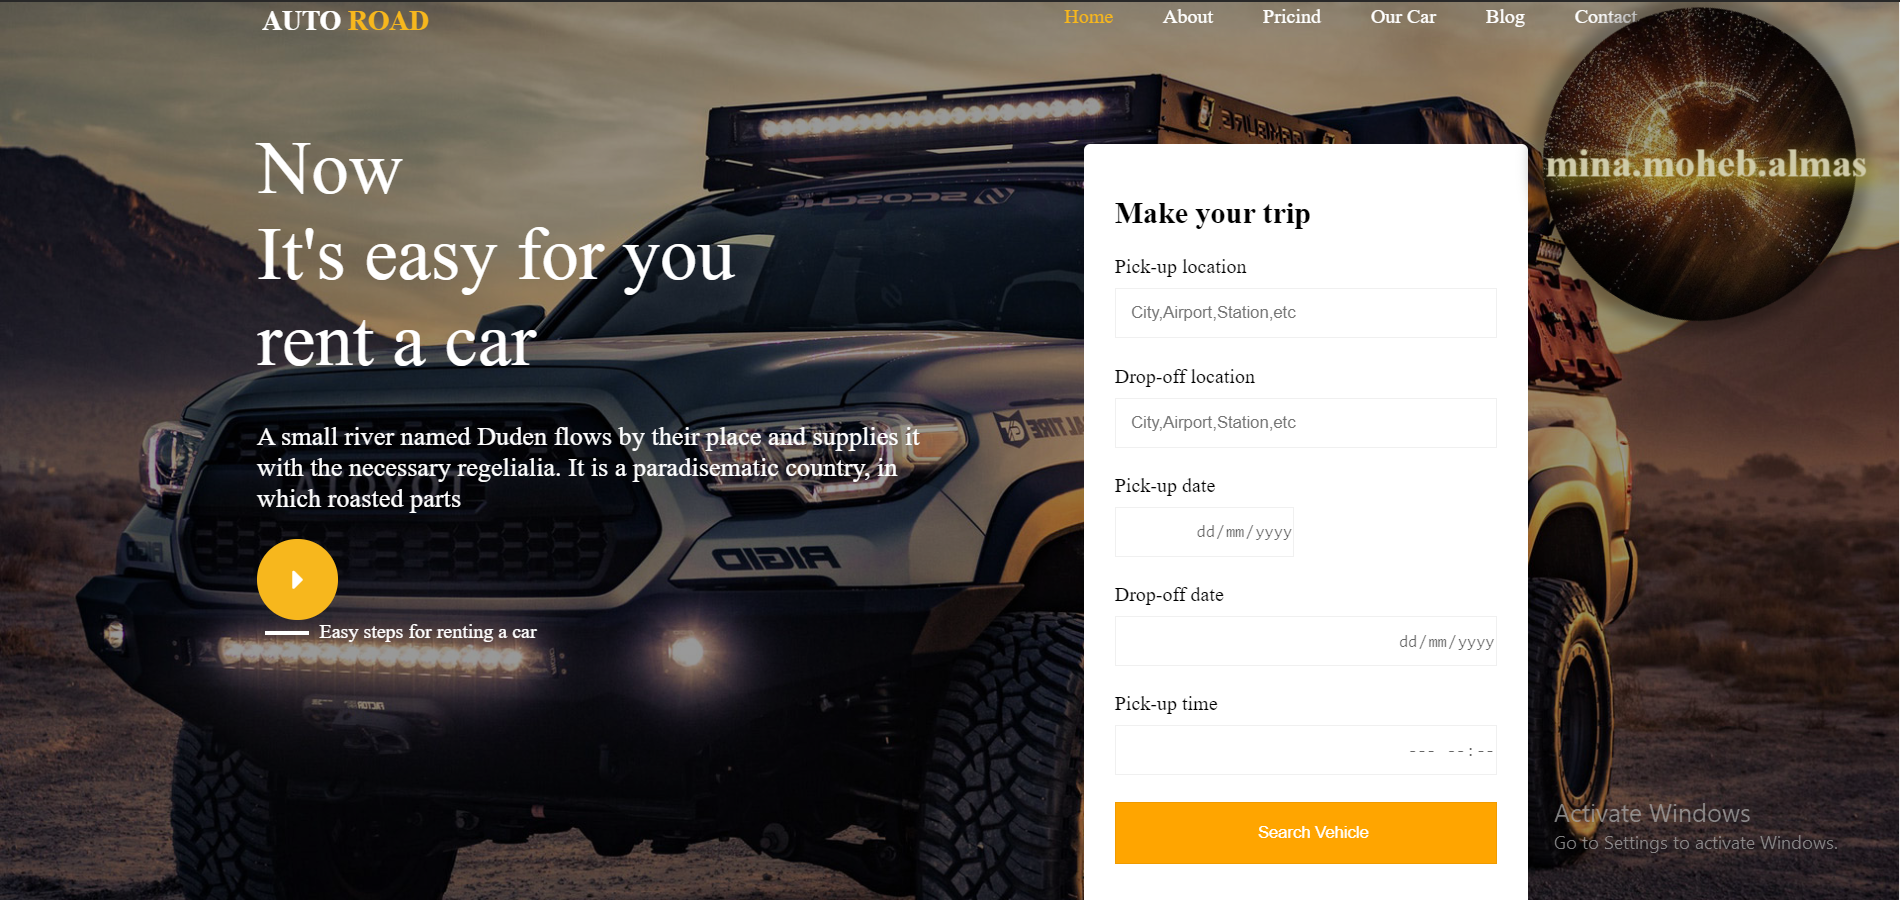 AUTO ROAD
Home About Pricind Our Car Blog Contact
mina.moheb.almas
Now
It's easy for you
rent a car
A small river named Duden flows by their place and supplies it
with the necessary regelialia. It is a paradisematic country, in
which roasted parts
Easy steps for renting a car
Make your trip
Pick-up location
City,Airport,Station,etc
Drop-off location
City,Airport,Station,etc
Pick-up date
dd/mm/yyyy
Drop-off date
dd/mm/yyyy
Pick-up time
--- --:--
Search Vehicle
SCOSCHE
TOYOTA
RIGID
Activate Windows
Go to Settings to activate Windows.